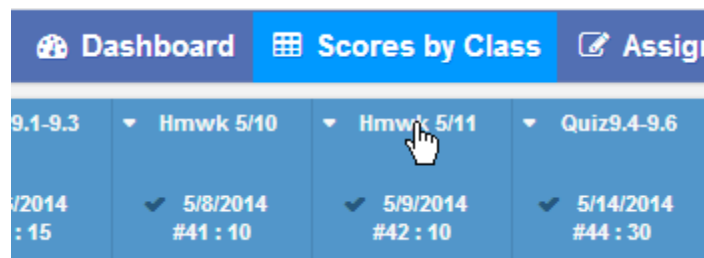 Dashboard Scores by Class Assig
9.1-9.3 Hmwk 5/10 Hmwk 5/11 Quiz9.4-9.6
/2014 5/8/2014 5/9/2014 5/14/2014
: 15 #41 : 10 #42 : 10 #44 : 30